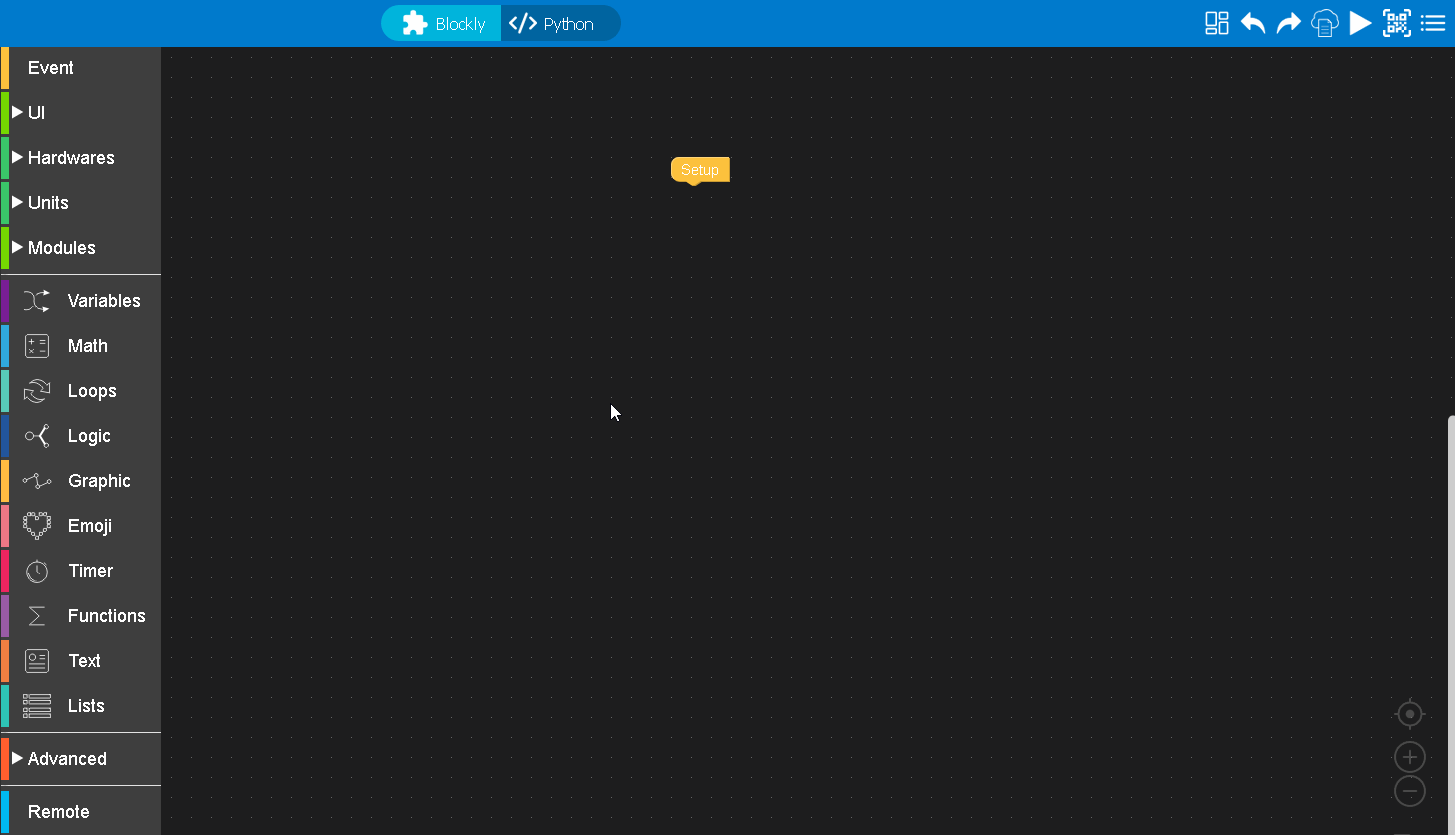 Blockly
Python
Event
UI
Hardwares
Units
Modules
Variables
Math
Loops
Logic
Graphic
Emoji
Timer
Functions
Text
Lists
Advanced
Remote
Setup